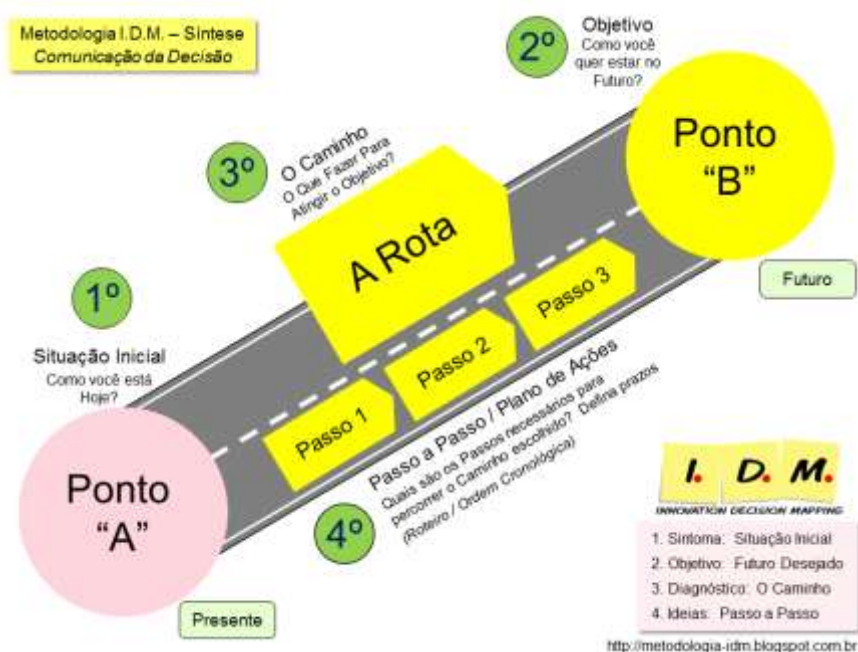 Metodologia I.D.M. – Síntese
Comunicação da Decisão
1º
Situação Inicial
Como você está
Hoje?
Ponto
“A”
Presente
2º
Objetivo
Como você
quer estar no
Futuro?
Ponto
“B”
Futuro
3º
O Caminho
O Que Fazer Para
Atingir o Objetivo?
A Rota
Passo 1
Passo 2
Passo 3
4º
Passo a Passo / Plano de Ações
Quais são os Passos necessários para
percorrer o Caminho escolhido? Defina prazos
(Roteiro / Ordem Cronológica)
I. D. M.
INNOVATION DECISION MAPPING
1. Sintoma: Situação Inicial
2. Objetivo: Futuro Desejado
3. Diagnóstico: O Caminho
4. Ideias: Passo a Passo
http://metodologia-idm.blogspot.com.br